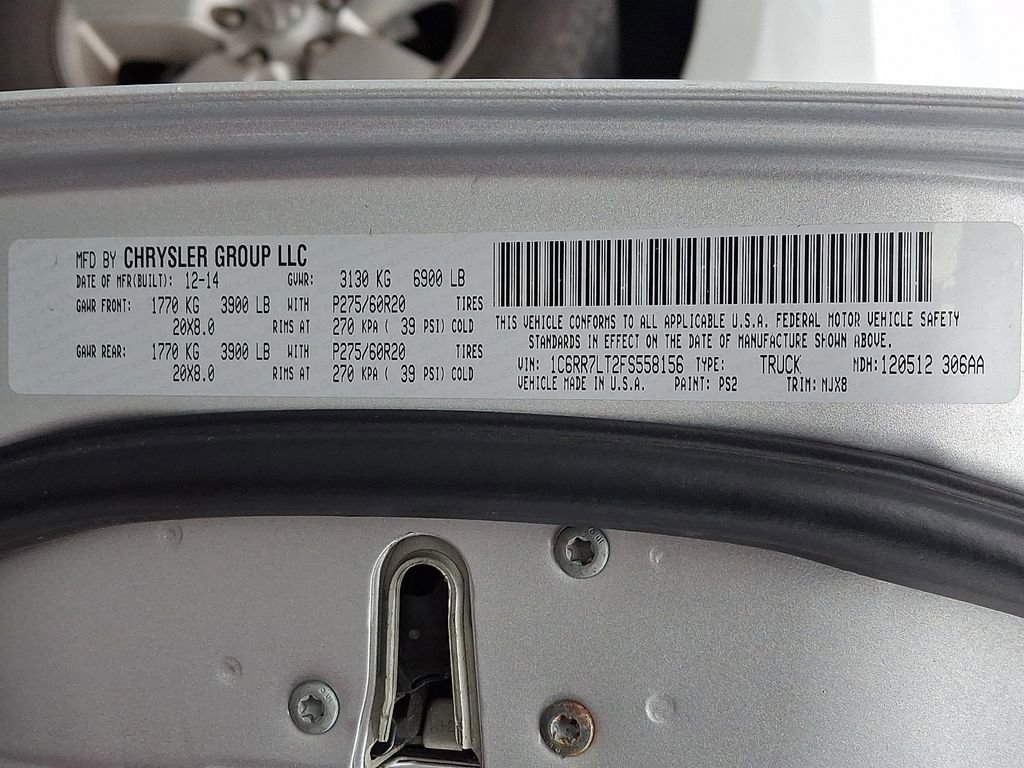 MFD BY CHRYSLER GROUP LLC
DATE OF MFR(BUILT): 12-14 GVWR: 3130 KG 6900 LB
GAWR FRONT: 1770 KG 3900 LB WITH P275/60R20 TIRES
20X8.0 RIMS AT 270 KPA ( 39 PSI) COLD
GAWR REAR: 1770 KG 3900 LB WITH P275/60R20 TIRES
20X8.0 RIMS AT 270 KPA ( 39 PSI) COLD
THIS VEHICLE CONFORMS TO ALL APPLICABLE U.S.A. FEDERAL MOTOR VEHICLE SAFETY
STANDARDS IN EFFECT ON THE DATE OF MANUFACTURE SHOWN ABOVE.
VIN: 1C6RR7LT2FS558156 TYPE: TRUCK MDH: 120512 306AA
VEHICLE MADE IN U.S.A. PAINT: PS2 TRIM: MJX8